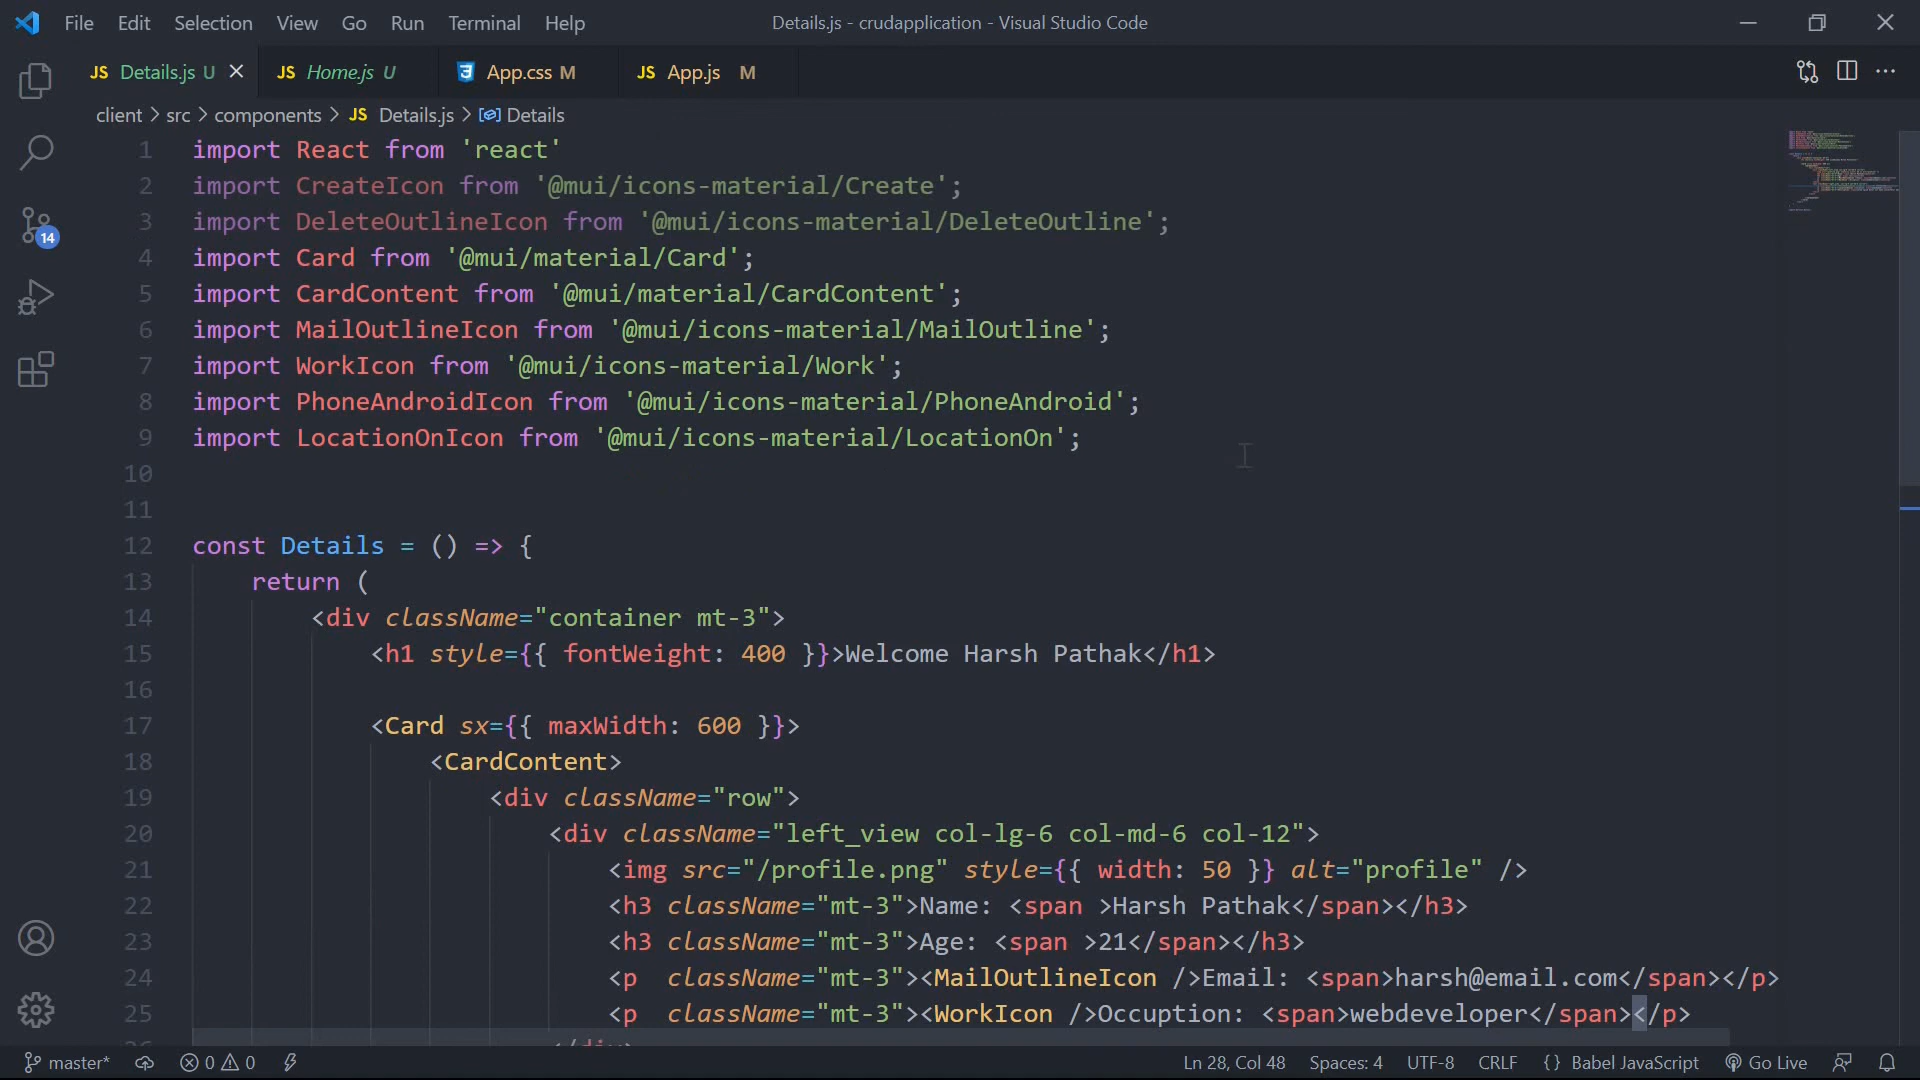 File Edit Selection View Go Run Terminal Help Details.js - crudapplication - Visual Studio Code
JS Details.js U JS Home.js U App.css M JS App.js M
client > src > components > JS Details.js > Details
1 import React from 'react'
2 import CreateIcon from '@mui/icons-material/Create';
3 import DeleteOutlineIcon from '@mui/icons-material/DeleteOutline';
4 import Card from '@mui/material/Card';
5 import CardContent from '@mui/material/CardContent';
6 import MailOutlineIcon from '@mui/icons-material/MailOutline';
7 import WorkIcon from '@mui/icons-material/Work';
8 import PhoneAndroidIcon from '@mui/icons-material/PhoneAndroid';
9 import LocationOnIcon from '@mui/icons-material/LocationOn';
10
11
12 const Details = () => {
13 return (
14 <div className="container mt-3">
15 <h1 style={{ fontWeight: 400 }}>Welcome Harsh Pathak</h1>
16
17 <Card sx={{ maxWidth: 600 }}>
18 <CardContent>
19 <div className="row">
20 <div className="left_view col-lg-6 col-md-6 col-12">
21 <img src="/profile.png" style={{ width: 50 }} alt="profile" />
22 <h3 className="mt-3">Name: <span >Harsh Pathak</span></h3>
23 <h3 className="mt-3">Age: <span >21</span></h3>
24 <p className="mt-3"><MailOutlineIcon />Email: <span>harsh@email.com</span></p>
25 <p className="mt-3"><WorkIcon />Occuption: <span>webdeveloper</span></p>
14
master* 0 0 Ln 28, Col 48 Spaces: 4 UTF-8 CRLF {} Babel JavaScript Go Live